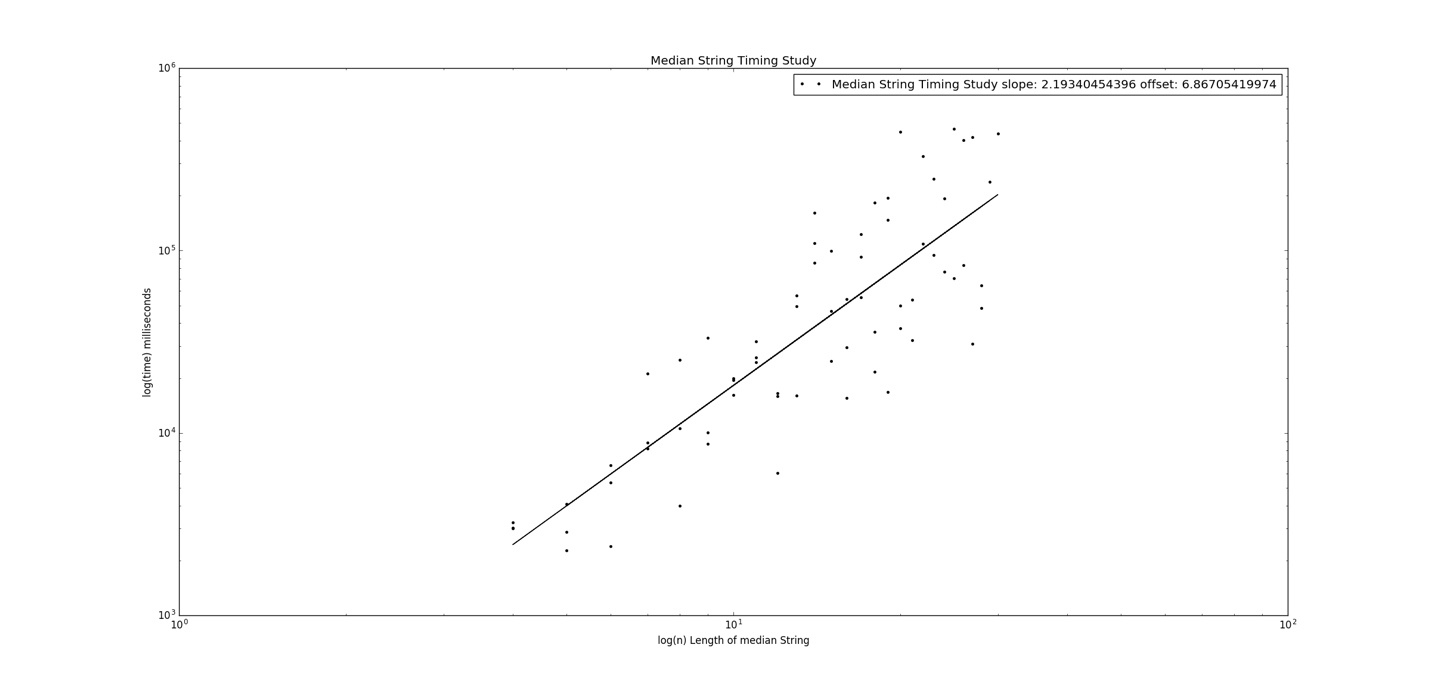 Median String Timing Study
Median String Timing Study slope: 2.19340454396 offset: 6.86705419974
10^6
10^5
10^4
10^3
log(time) milliseconds
10^0 10^1 10^2
log(n) Length of median String